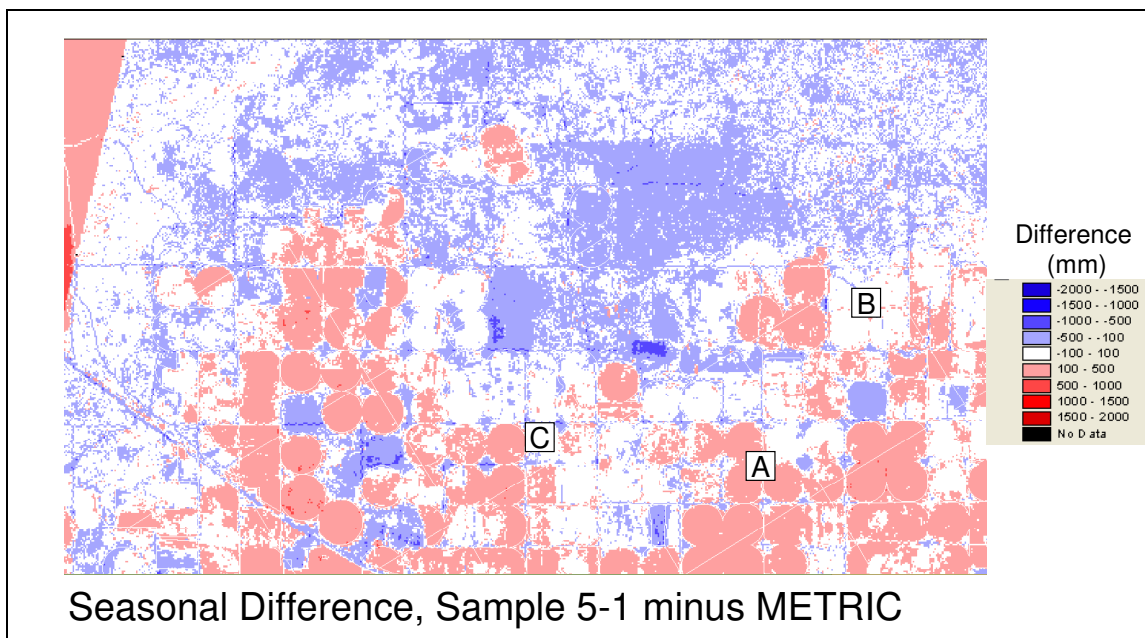 B
C
A
Difference
(mm)
-2000 - -1500
-1500 - -1000
-1000 - -500
-500 - -100
-100 - 100
100 - 500
500 - 1000
1000 - 1500
1500 - 2000
No Data
Seasonal Difference, Sample 5-1 minus METRIC